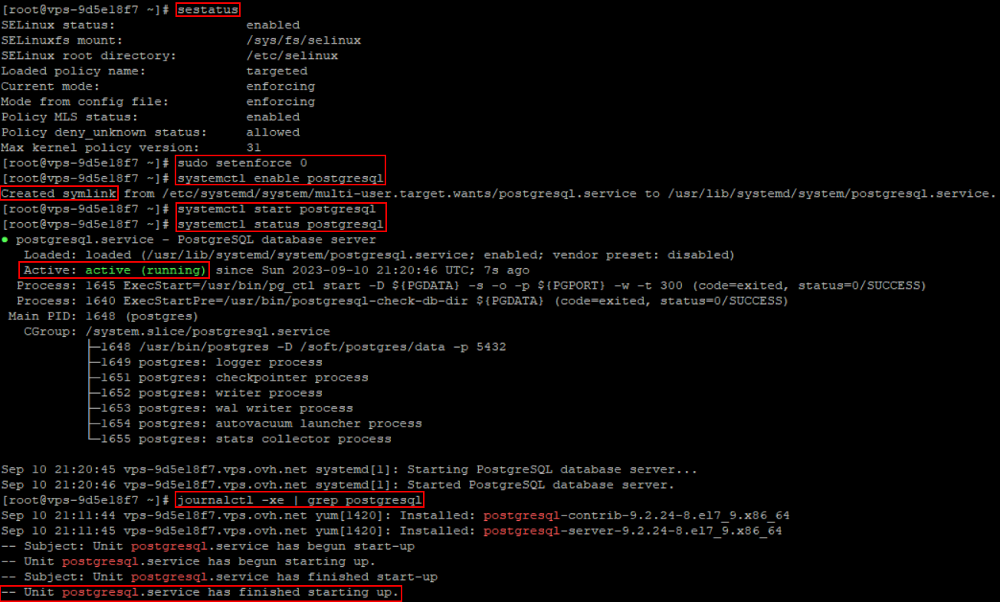 [root@vps-9d5e18f7 ~]# sestatus
SELinux status:                 enabled
SELinuxfs mount:                /sys/fs/selinux
SELinux root directory:         /etc/selinux
Loaded policy name:             targeted
Current mode:                   enforcing
Mode from config file:          enforcing
Policy MLS status:              enabled
Policy deny_unknown status:     allowed
Max kernel policy version:      31
[root@vps-9d5e18f7 ~]# sudo setenforce 0
[root@vps-9d5e18f7 ~]# systemctl enable postgresql
Created symlink from /etc/systemd/system/multi-user.target.wants/postgresql.service to /usr/lib/systemd/system/postgresql.service.
[root@vps-9d5e18f7 ~]# systemctl start postgresql
[root@vps-9d5e18f7 ~]# systemctl status postgresql
● postgresql.service - PostgreSQL database server
   Loaded: loaded (/usr/lib/systemd/system/postgresql.service; enabled; vendor preset: disabled)
   Active: active (running) since Sun 2023-09-10 21:20:46 UTC; 7s ago
  Process: 1645 ExecStart=/usr/bin/pg_ctl start -D ${PGDATA} -s -o -p ${PGPORT} -w -t 300 (code=exited, status=0/SUCCESS)
  Process: 1640 ExecStartPre=/usr/bin/postgresql-check-db-dir ${PGDATA} (code=exited, status=0/SUCCESS)
 Main PID: 1648 (postgres)
   CGroup: /system.slice/postgresql.service
           ├─1648 /usr/bin/postgres -D /soft/postgres/data -p 5432
           ├─1649 postgres: logger process
           ├─1651 postgres: checkpointer process
           ├─1652 postgres: writer process
           ├─1653 postgres: wal writer process
           ├─1654 postgres: autovacuum launcher process
           └─1655 postgres: stats collector process
Sep 10 21:20:45 vps-9d5e18f7.vps.ovh.net systemd[1]: Starting PostgreSQL database server...
Sep 10 21:20:46 vps-9d5e18f7.vps.ovh.net systemd[1]: Started PostgreSQL database server.
[root@vps-9d5e18f7 ~]# journalctl -xe | grep postgresql
Sep 10 21:11:44 vps-9d5e18f7.vps.ovh.net yum[1420]: Installed: postgresql-contrib-9.2.24-8.el7_9.x86_64
Sep 10 21:11:45 vps-9d5e18f7.vps.ovh.net yum[1420]: Installed: postgresql-server-9.2.24-8.el7_9.x86_64
-- Subject: Unit postgresql.service has begun start-up
-- Unit postgresql.service has begun starting up.
-- Subject: Unit postgresql.service has finished start-up
-- Unit postgresql.service has finished starting up.